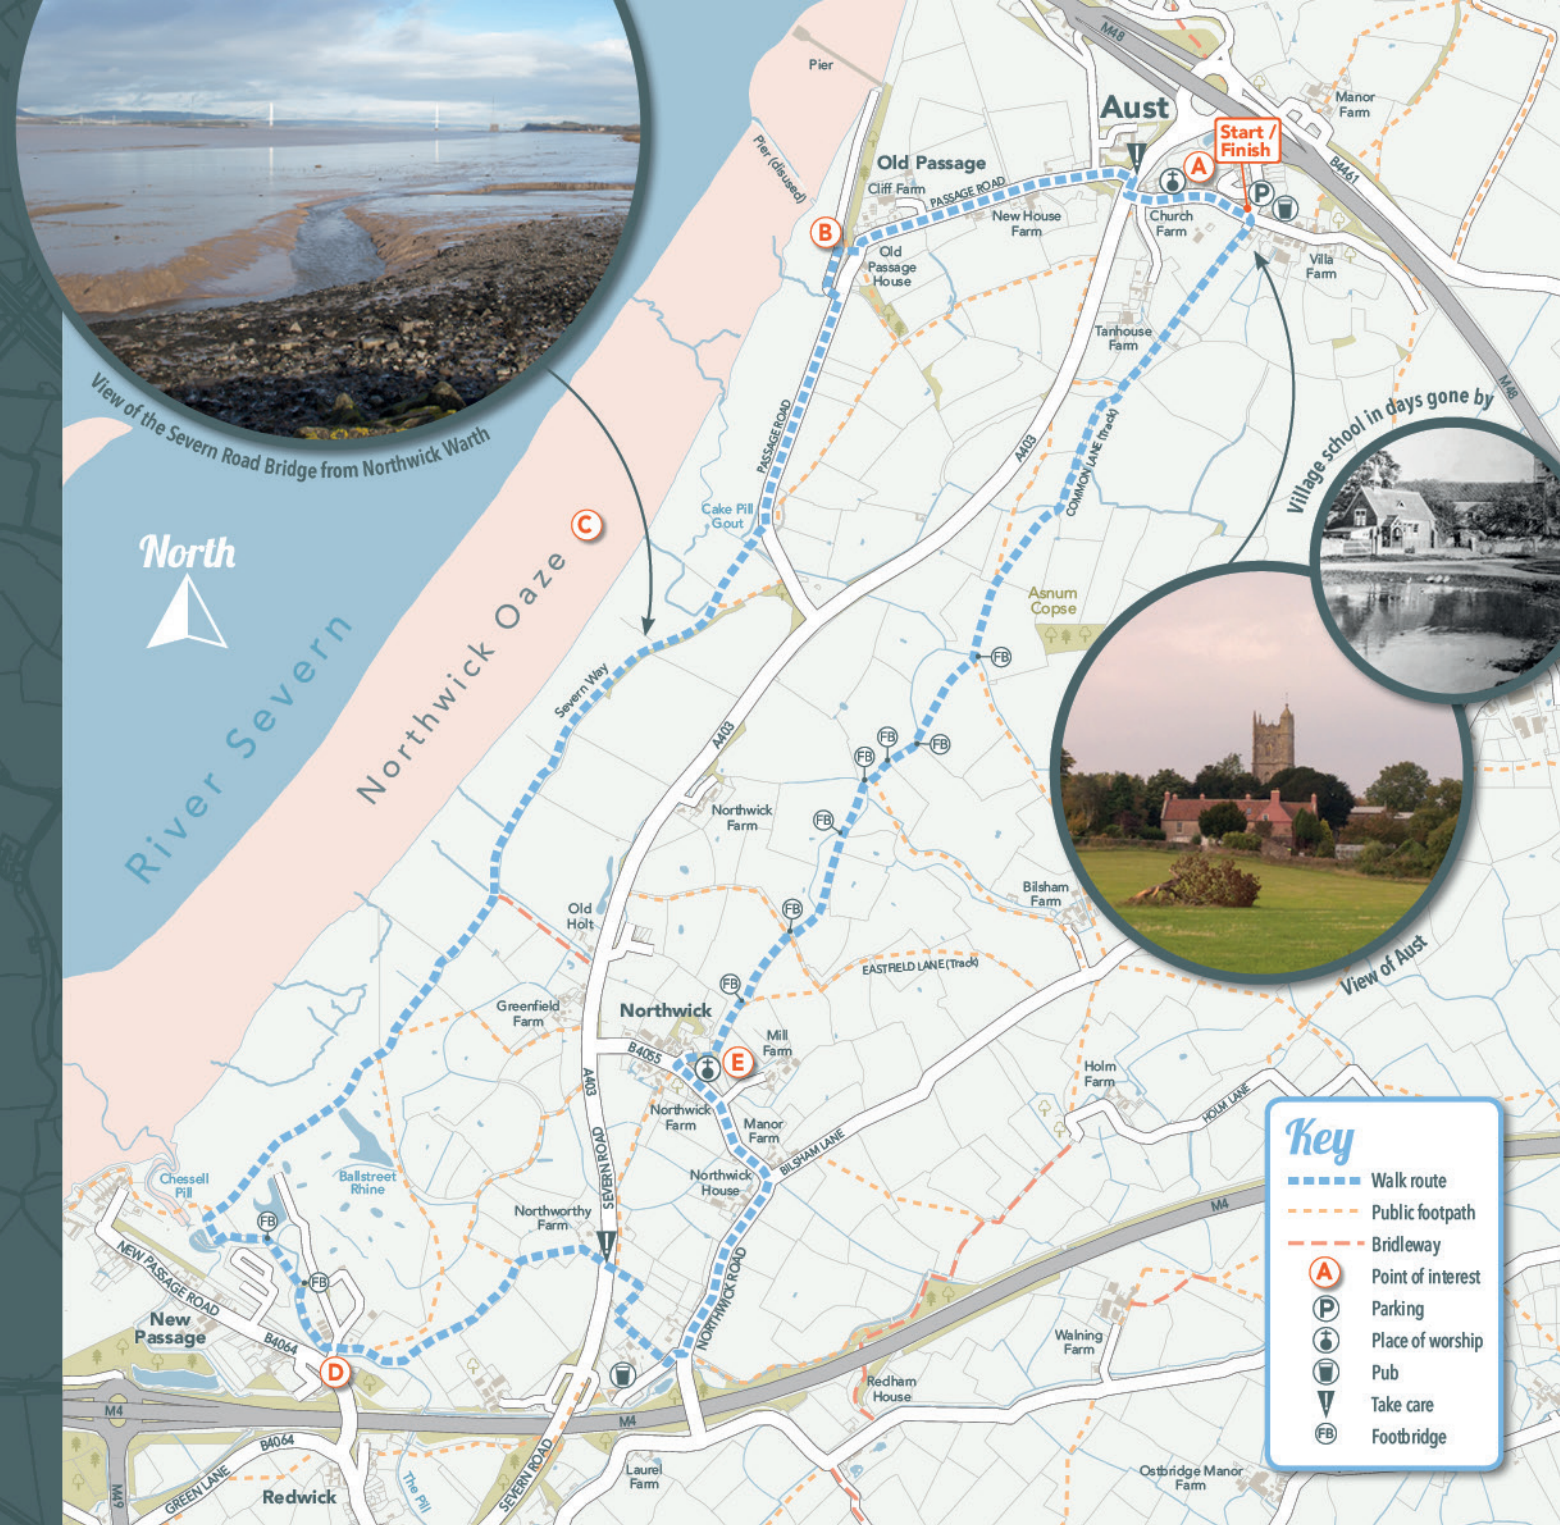 M48
Pier
Aust
Manor
Farm
Start /
Finish
Pier (disused)
Old Passage
A
B4461
Cliff Farm
PASSAGE ROAD
P
New House
Farm
Church
Farm
B
Old
Passage
House
Villa
Farm
Tanhouse
Farm
M48
View of the Severn Road Bridge from Northwick Warth
PASSAGE ROAD
A403
COMMON LANE (Track)
Village school in days gone by
Cake Pill
Gout
C
North
Northwick Oaze
River Severn
Asnum
Copse
FB
Severn Way
A403
FB
FB
FB
Northwick
Farm
FB
Bilsham
Farm
Old
Holt
FB
EASTFIELD LANE (Track)
View of Aust
FB
Greenfield
Farm
Northwick
Mill
Farm
B4055
E
A403
Holm
Farm
HOLM LANE
Northwick
Farm
Manor
Farm
BILSHAM LANE
SEVERN ROAD
Chessell
Pill
Ballstreet
Rhine
Northwick
House
Northworthy
Farm
FB
M4
FB
NEW PASSAGE ROAD
New
Passage
B4064
NORTHWICK ROAD
D
Walning
Farm
Redham
House
M4
M4
B4064
GREEN LANE
M49
Redwick
The Pill
SEVERN ROAD
Laurel
Farm
Ostbridge Manor
Farm
Key
Walk route
Public footpath
Bridleway
A Point of interest
P Parking
Place of worship
Pub
! Take care
FB Footbridge